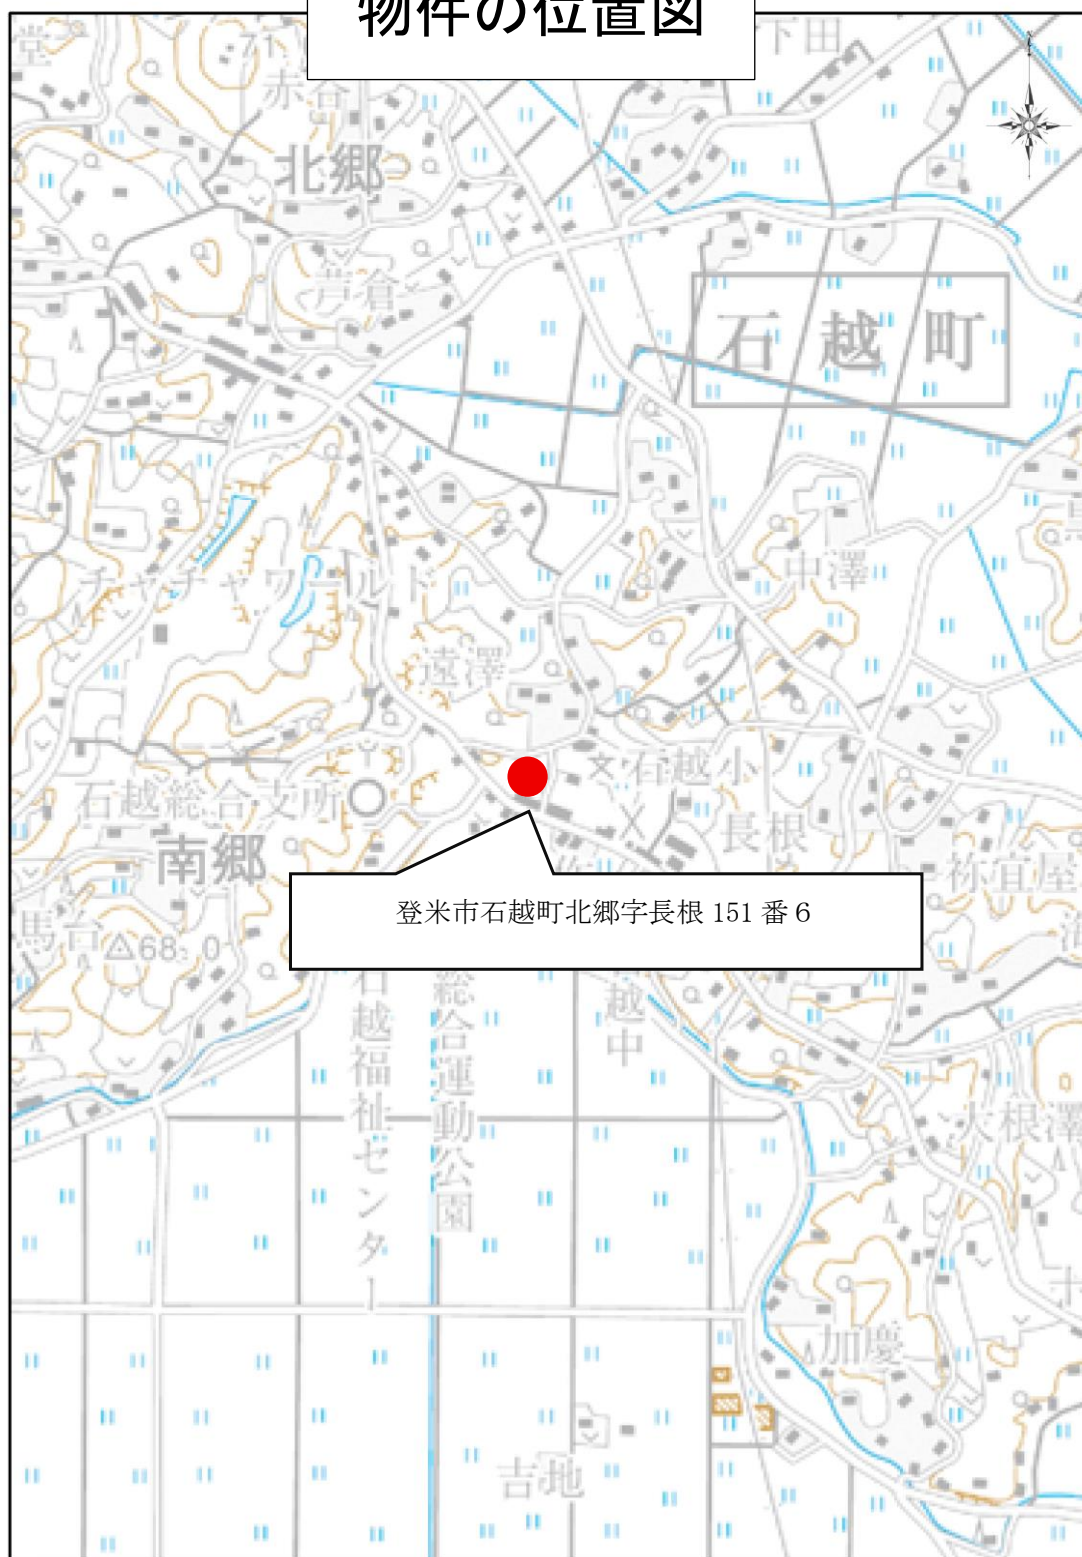 物件の位置図
堂
71
下田
赤谷
北郷
芦倉
石越町
中澤
チャチャワールド
遠澤
石越小
石越総合支所
長根
南郷
祢宜屋
登米市石越町北郷字長根 151 番 6
馬台
68.0
石越福祉センター
総合運動公園
越中
大根澤
加慶
吉地